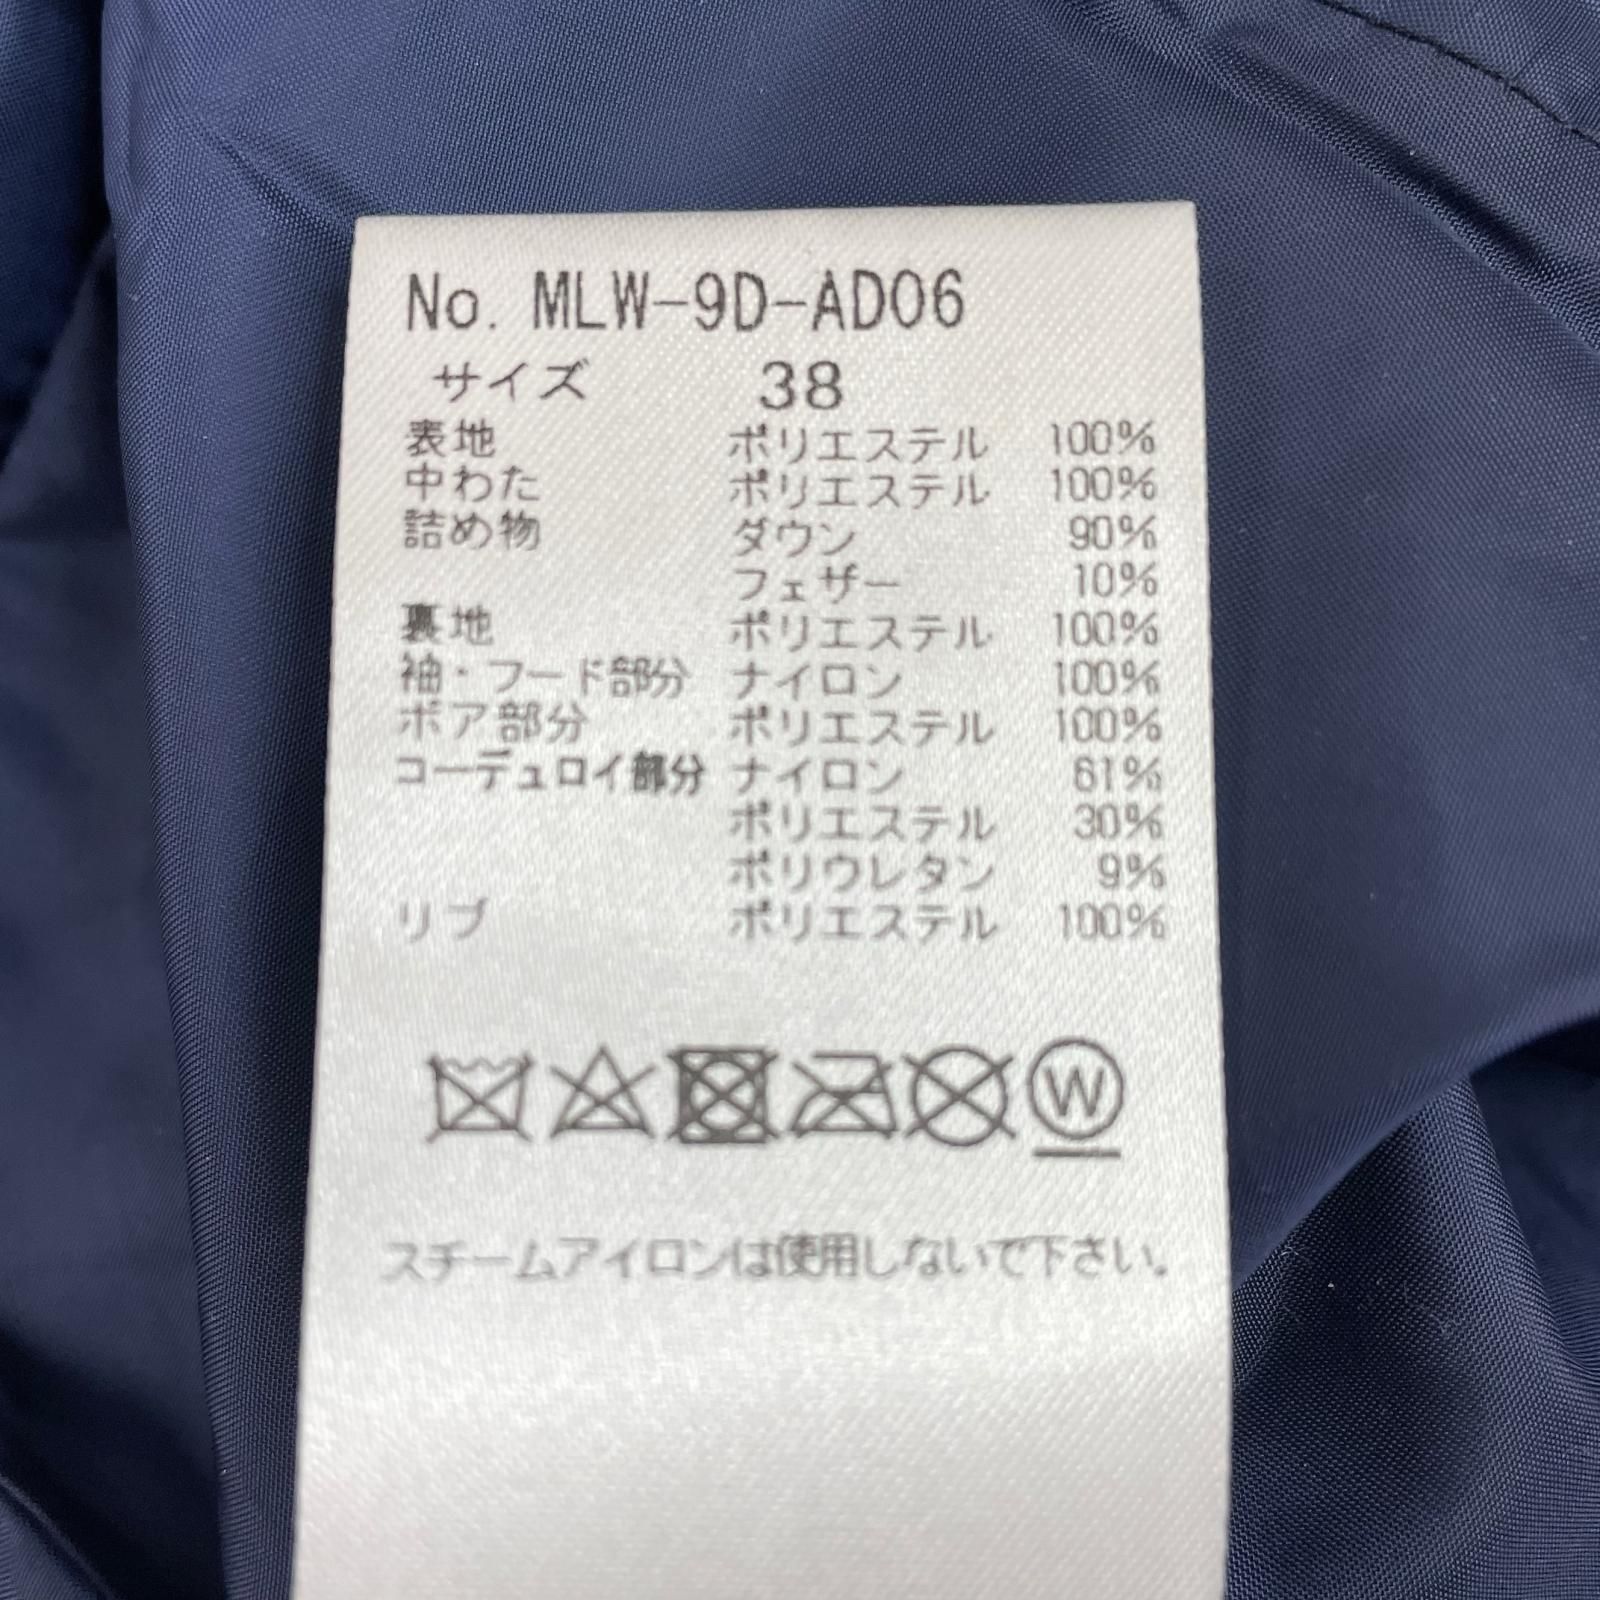 No. MLW-9D-AD06
サイズ 38
表地 ポリエステル 100%
中わた ポリエステル 100%
詰め物 ダウン 90%
フェザー 10%
裏地 ポリエステル 100%
袖・フード部分 ナイロン 100%
ボア部分 ポリエステル 100%
コーデュロイ部分 ナイロン 61%
ポリエステル 30%
ポリウレタン 9%
リブ ポリエステル 100%
W
スチームアイロンは使用しないで下さい。